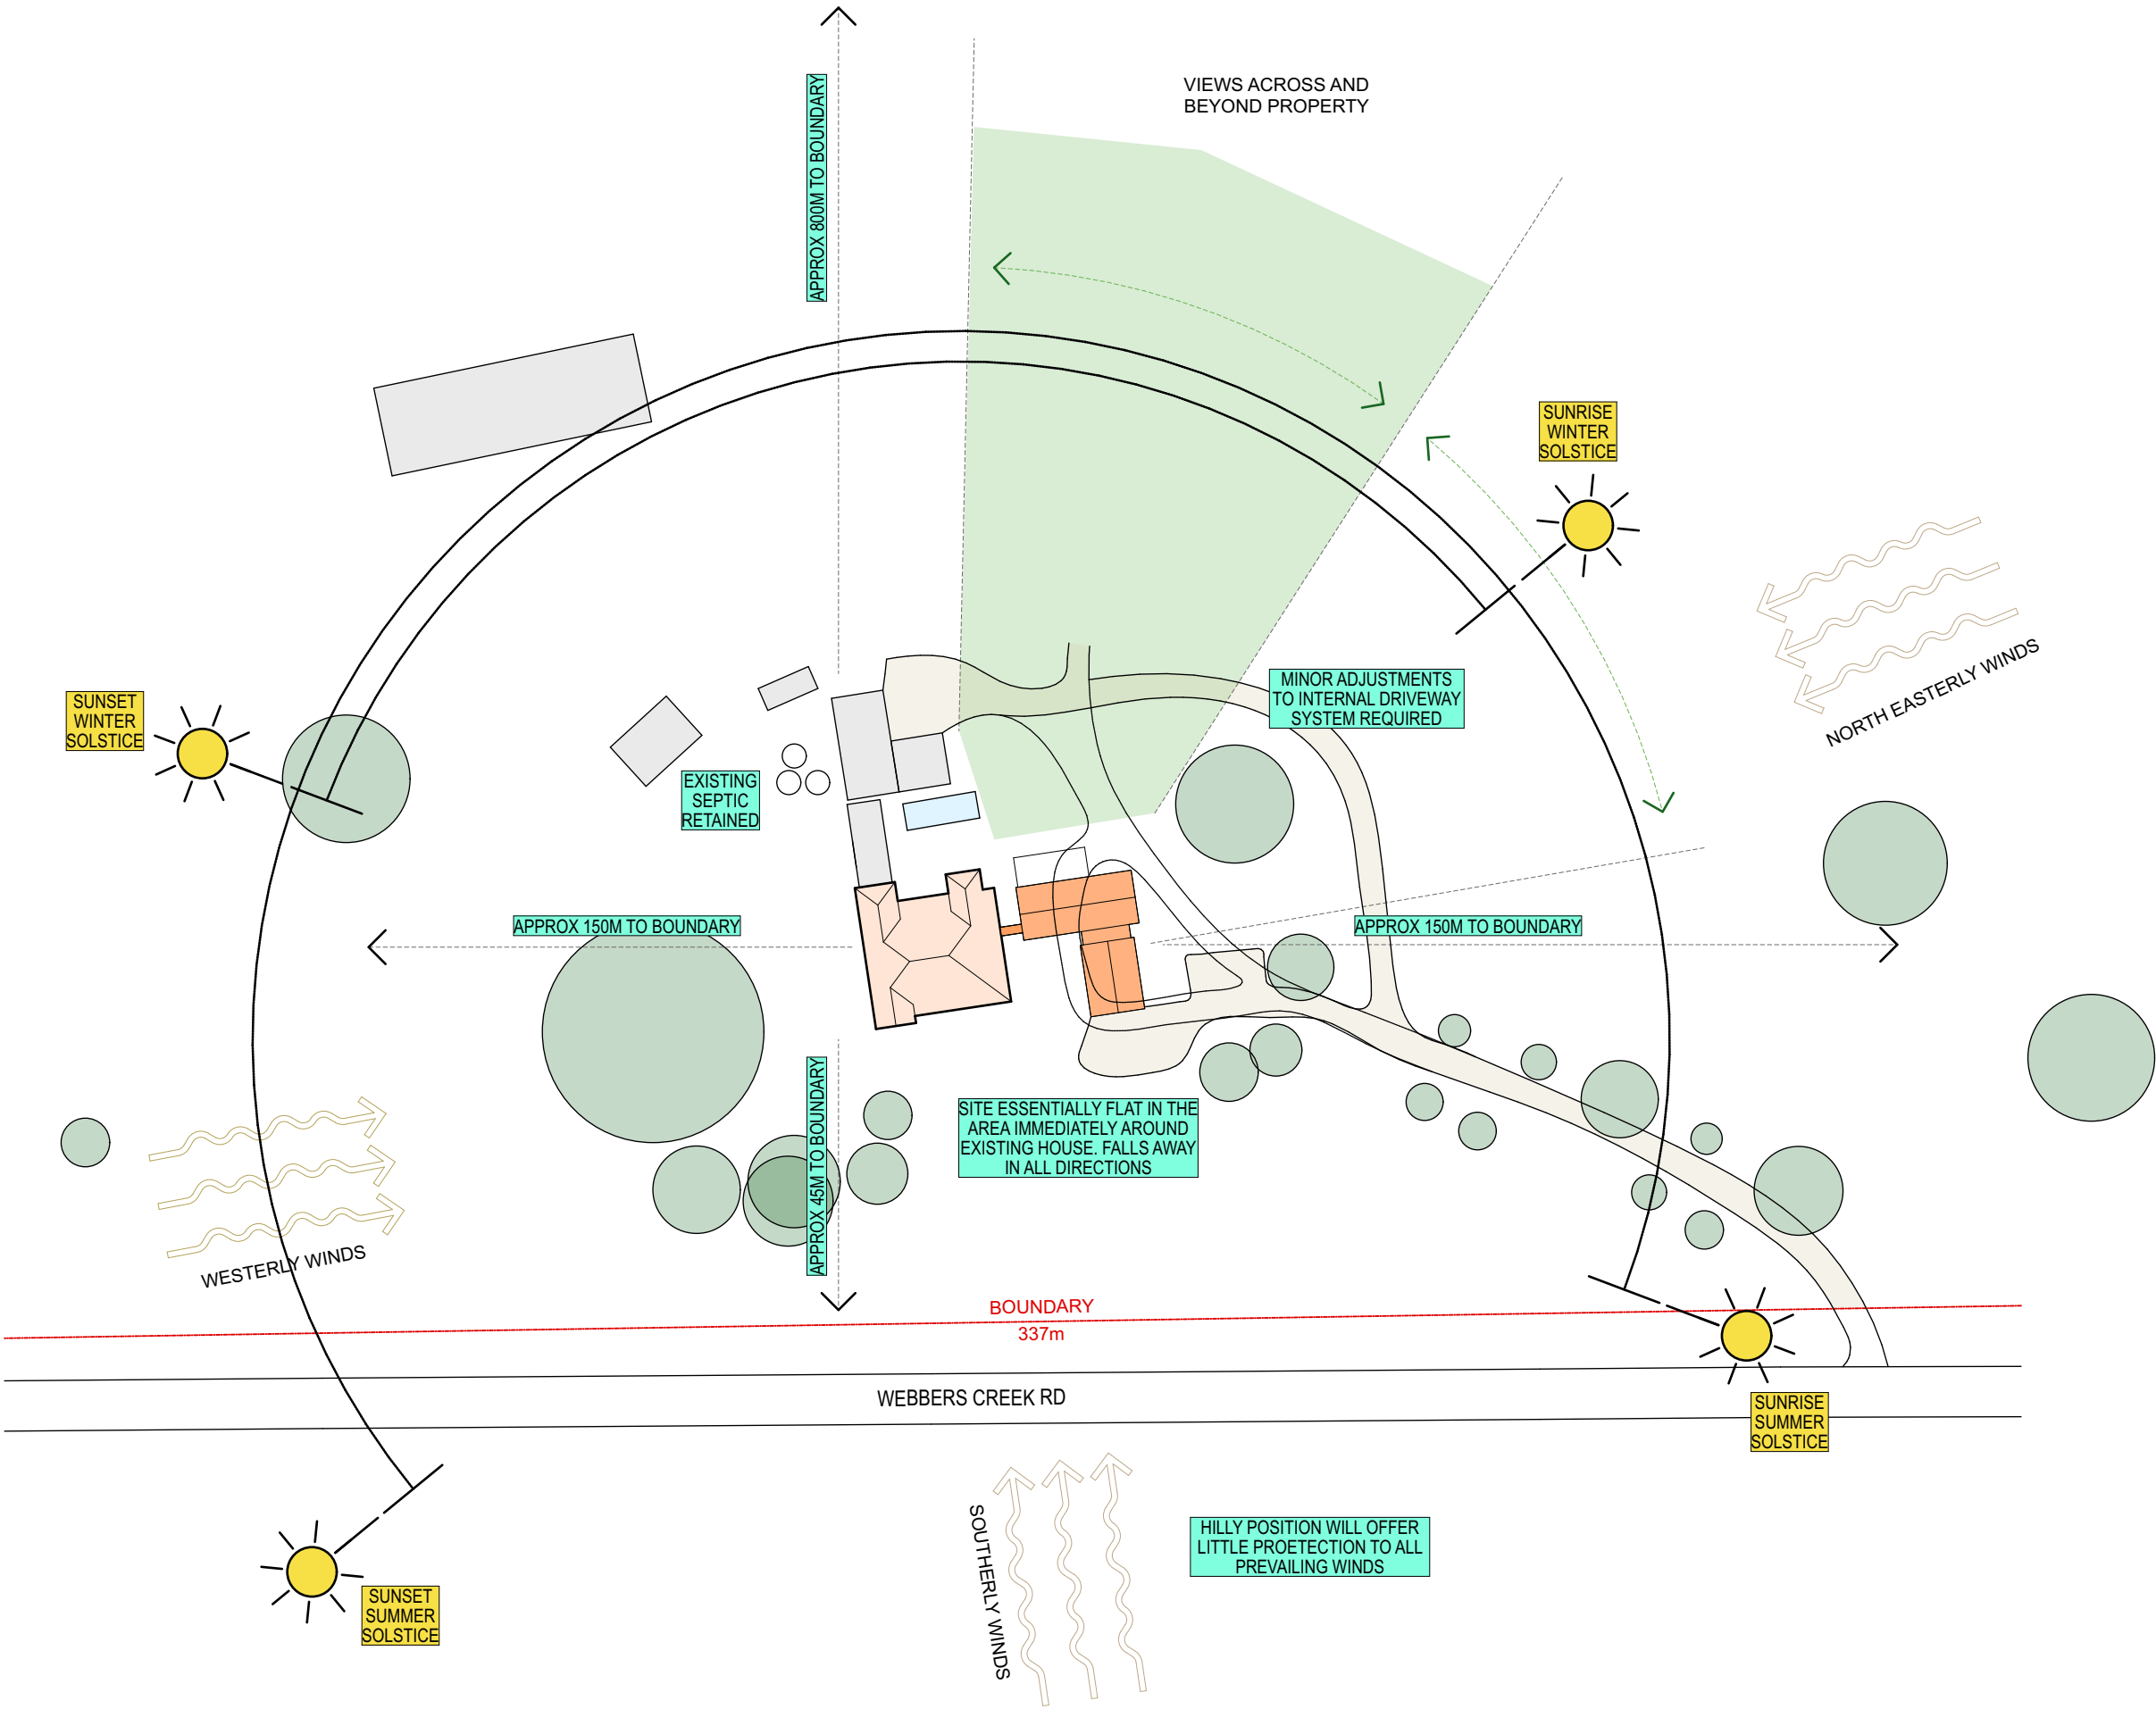 VIEWS ACROSS AND
BEYOND PROPERTY
APPROX 800M TO BOUNDARY
SUNRISE
WINTER
SOLSTICE
NORTH EASTERLY WINDS
MINOR ADJUSTMENTS
TO INTERNAL DRIVEWAY
SYSTEM REQUIRED
SUNSET
WINTER
SOLSTICE
EXISTING
SEPTIC
RETAINED
APPROX 150M TO BOUNDARY
APPROX 150M TO BOUNDARY
APPROX 45M TO BOUNDARY
SITE ESSENTIALLY FLAT IN THE
AREA IMMEDIATELY AROUND
EXISTING HOUSE. FALLS AWAY
IN ALL DIRECTIONS
WESTERLY WINDS
BOUNDARY
337m
WEBBERS CREEK RD
SUNRISE
SUMMER
SOLSTICE
SOUTHERLY WINDS
HILLY POSITION WILL OFFER
LITTLE PROETECTION TO ALL
PREVAILING WINDS
SUNSET
SUMMER
SOLSTICE